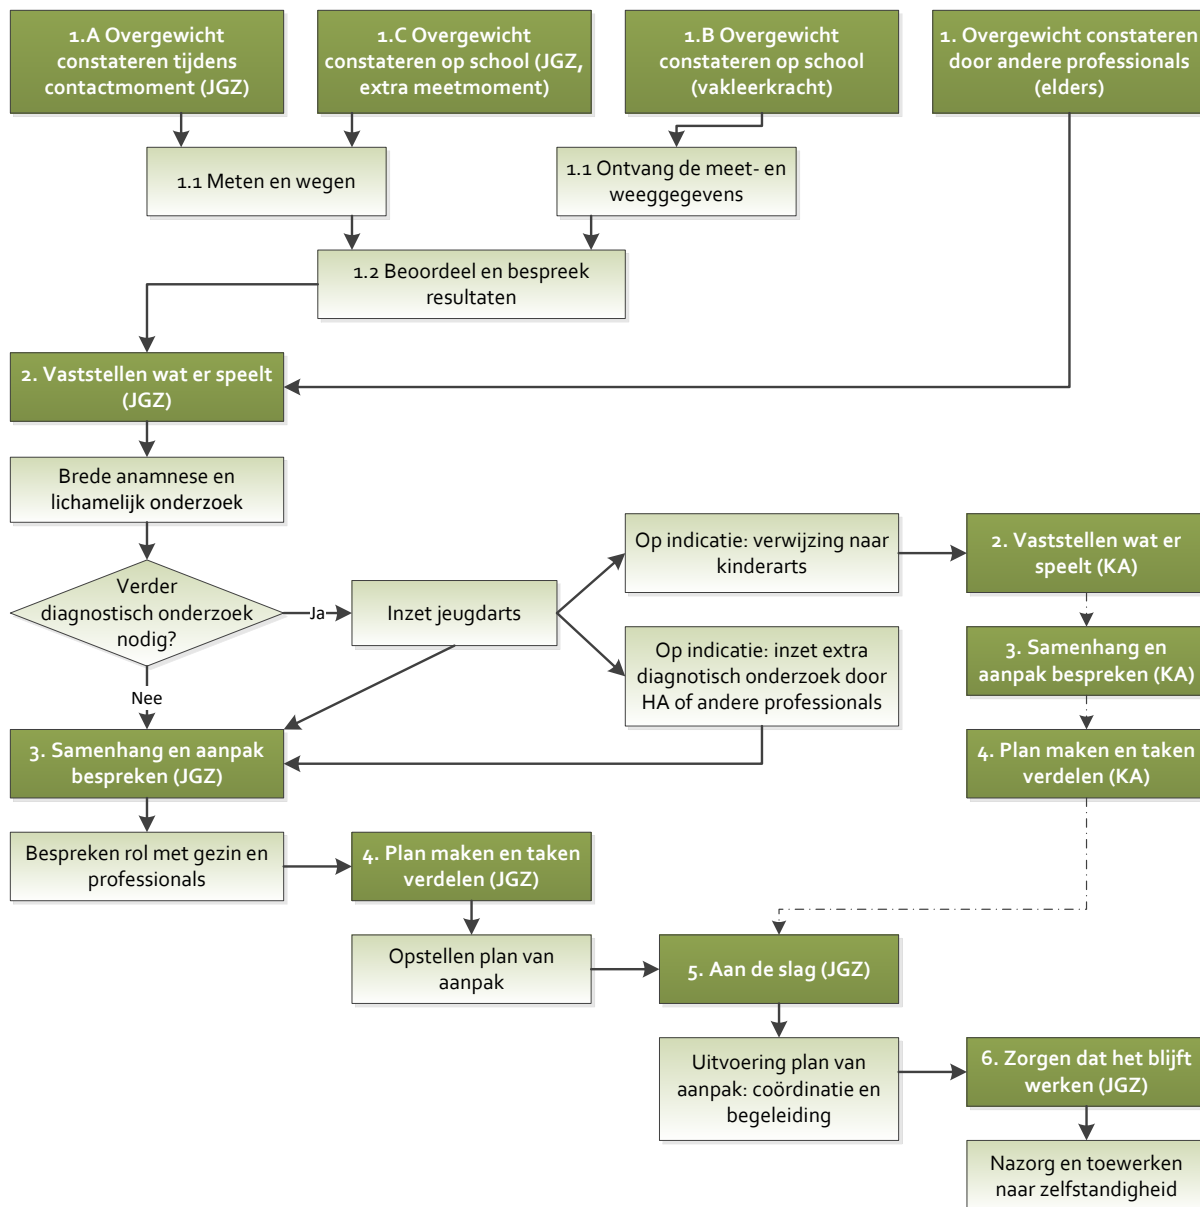 1.A Overgewicht
constateren tijdens
contactmoment (JGZ)
1.C Overgewicht
constateren op school (JGZ,
extra meetmoment)
1.B Overgewicht
constateren op school
(vakleerkracht)
1. Overgewicht constateren
door andere professionals
(elders)
1.1 Meten en wegen
1.1 Ontvang de meet- en
weeggegevens
1.2 Beoordeel en bespreek
resultaten
2. Vaststellen wat er speelt
(JGZ)
Brede anamnese en
lichamelijk onderzoek
Verder
diagnostisch onderzoek
nodig?
Ja
Nee
Inzet jeugdarts
Op indicatie: verwijzing naar
kinderarts
Op indicatie: inzet extra
diagnotisch onderzoek door
HA of andere professionals
2. Vaststellen wat er
speelt (KA)
3. Samenhang en
aanpak bespreken (KA)
4. Plan maken en taken
verdelen (KA)
3. Samenhang en aanpak
bespreken (JGZ)
Bespreken rol met gezin en
professionals
4. Plan maken en taken
verdelen (JGZ)
Opstellen plan van
aanpak
5. Aan de slag (JGZ)
Uitvoering plan van
aanpak: coördinatie en
begeleiding
6. Zorgen dat het blijft
werken (JGZ)
Nazorg en toewerken
naar zelfstandigheid